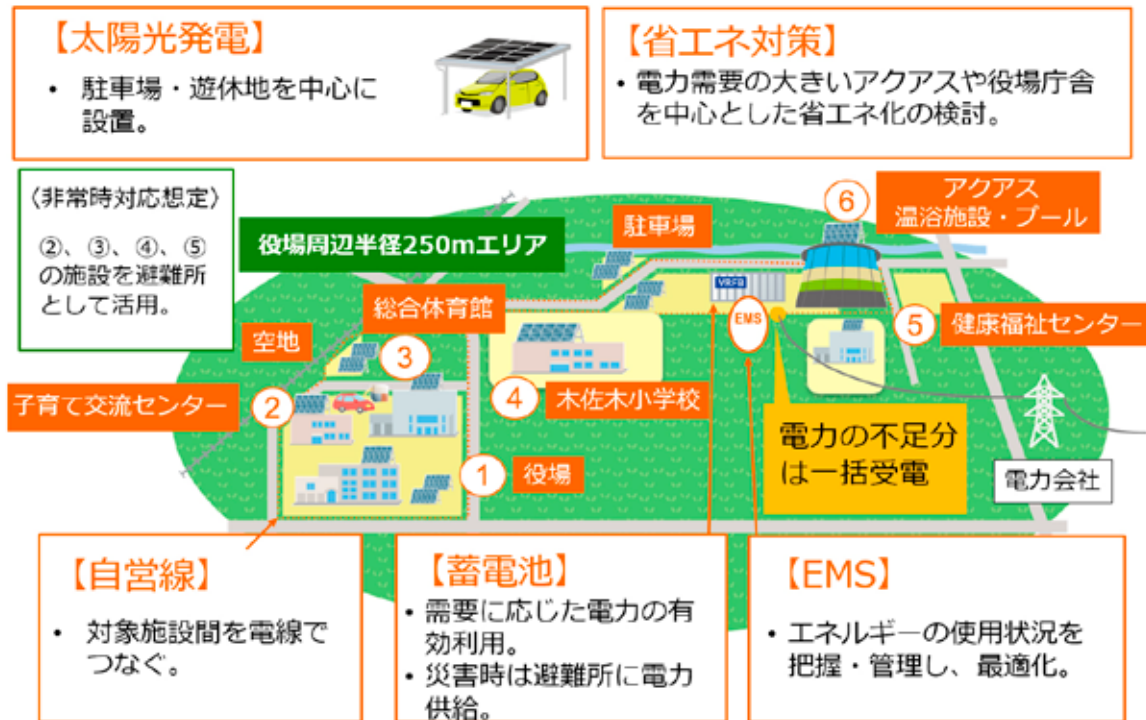 【太陽光発電】
• 駐車場・遊休地を中心に
設置。
【省エネ対策】
• 電力需要の大きいアクアスや役場庁舎
を中心とした省エネ化の検討。
〈非常時対応想定〉
②、③、④、⑤
の施設を避難所
として活用。
役場周辺半径250mエリア
駐車場
⑥
アクアス
温浴施設・プール
総合体育館
空地
③
VRFB
EMS
⑤
健康福祉センター
子育て交流センター
②
④
木佐木小学校
①
役場
電力の不足分
は一括受電
電力会社
【自営線】
• 対象施設間を電線で
つなぐ。
【蓄電池】
• 需要に応じた電力の有
効利用。
• 災害時は避難所に電力
供給。
【EMS】
• エネルギーの使用状況を
把握・管理し、最適化。